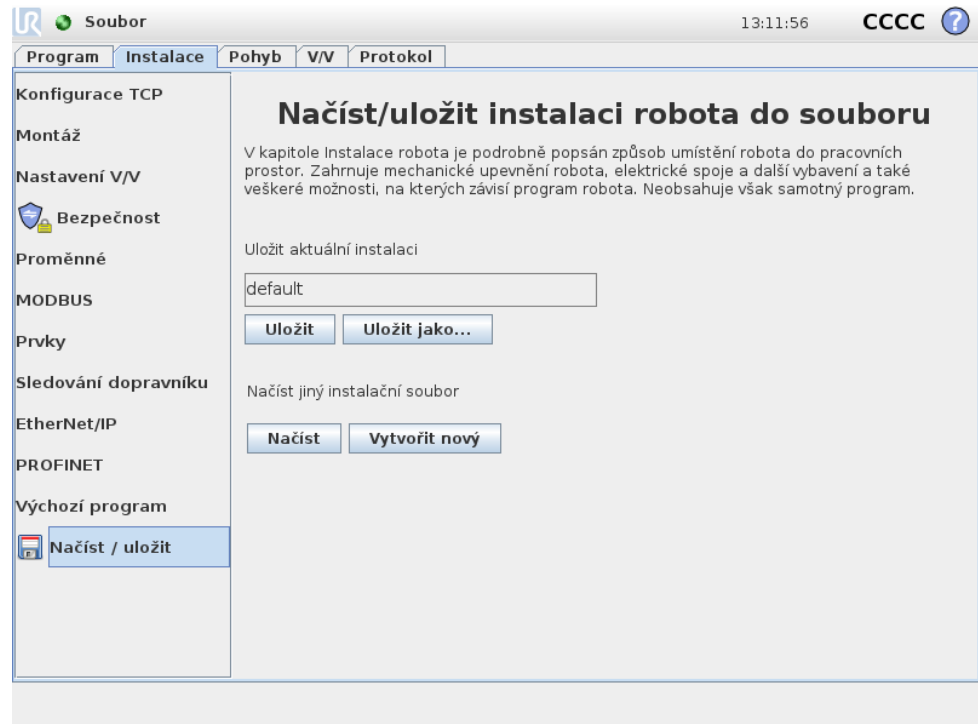 UR Soubor 13:11:56 CCCC ?
Program Instalace Pohyb V/V Protokol
Konfigurace TCP
Montáž
Nastavení V/V
Bezpečnost
Proměnné
MODBUS
Prvky
Sledování dopravníku
EtherNet/IP
PROFINET
Výchozí program
Načíst / uložit
Načíst/uložit instalaci robota do souboru
V kapitole Instalace robota je podrobně popsán způsob umístění robota do pracovních
prostor. Zahrnuje mechanické upevnění robota, elektrické spoje a další vybavení a také
veškeré možnosti, na kterých závisí program robota. Neobsahuje však samotný program.
Uložit aktuální instalaci
default
Uložit Uložit jako...
Načíst jiný instalační soubor
Načíst Vytvořit nový